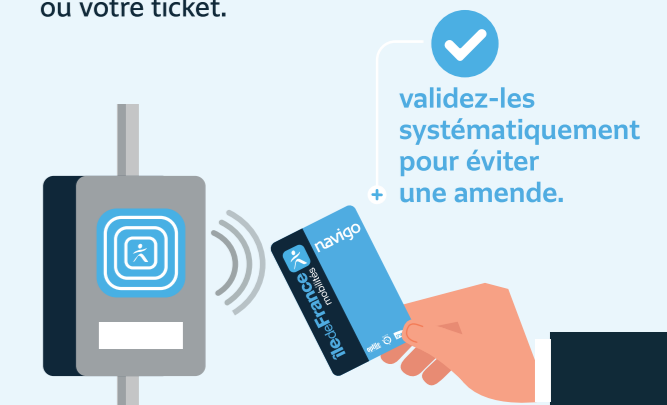 ou votre ticket.
validez-les
systématiquement
pour éviter
une amende.
navigo
îledeFrance
mobilités